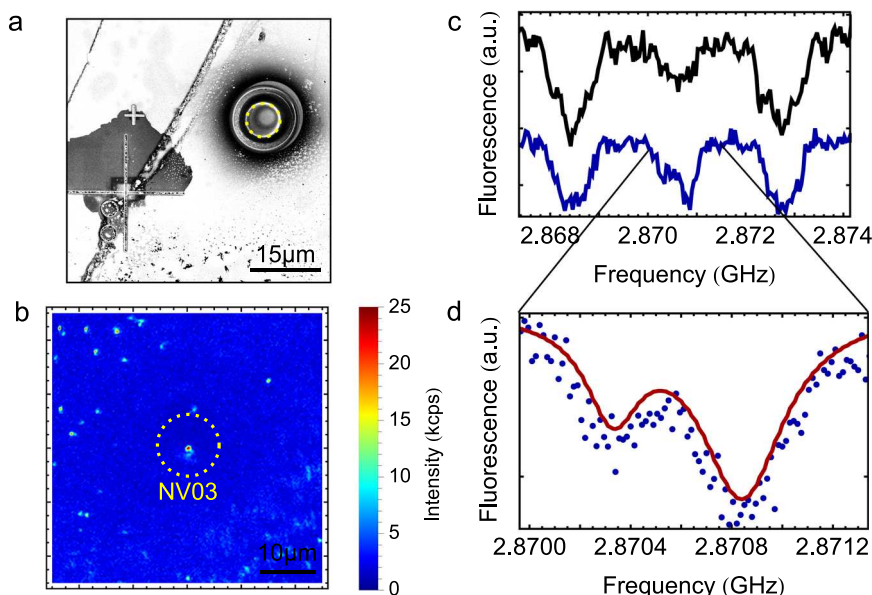 a
15μm
b
NV03
10μm
25
20
15
10
5
0
Intensity (kcps)
c
Fluorescence (a.u.)
2.868
2.870
2.872
2.874
Frequency (GHz)
d
Fluorescence (a.u.)
2.8700
2.8704
2.8708
2.8712
Frequency (GHz)